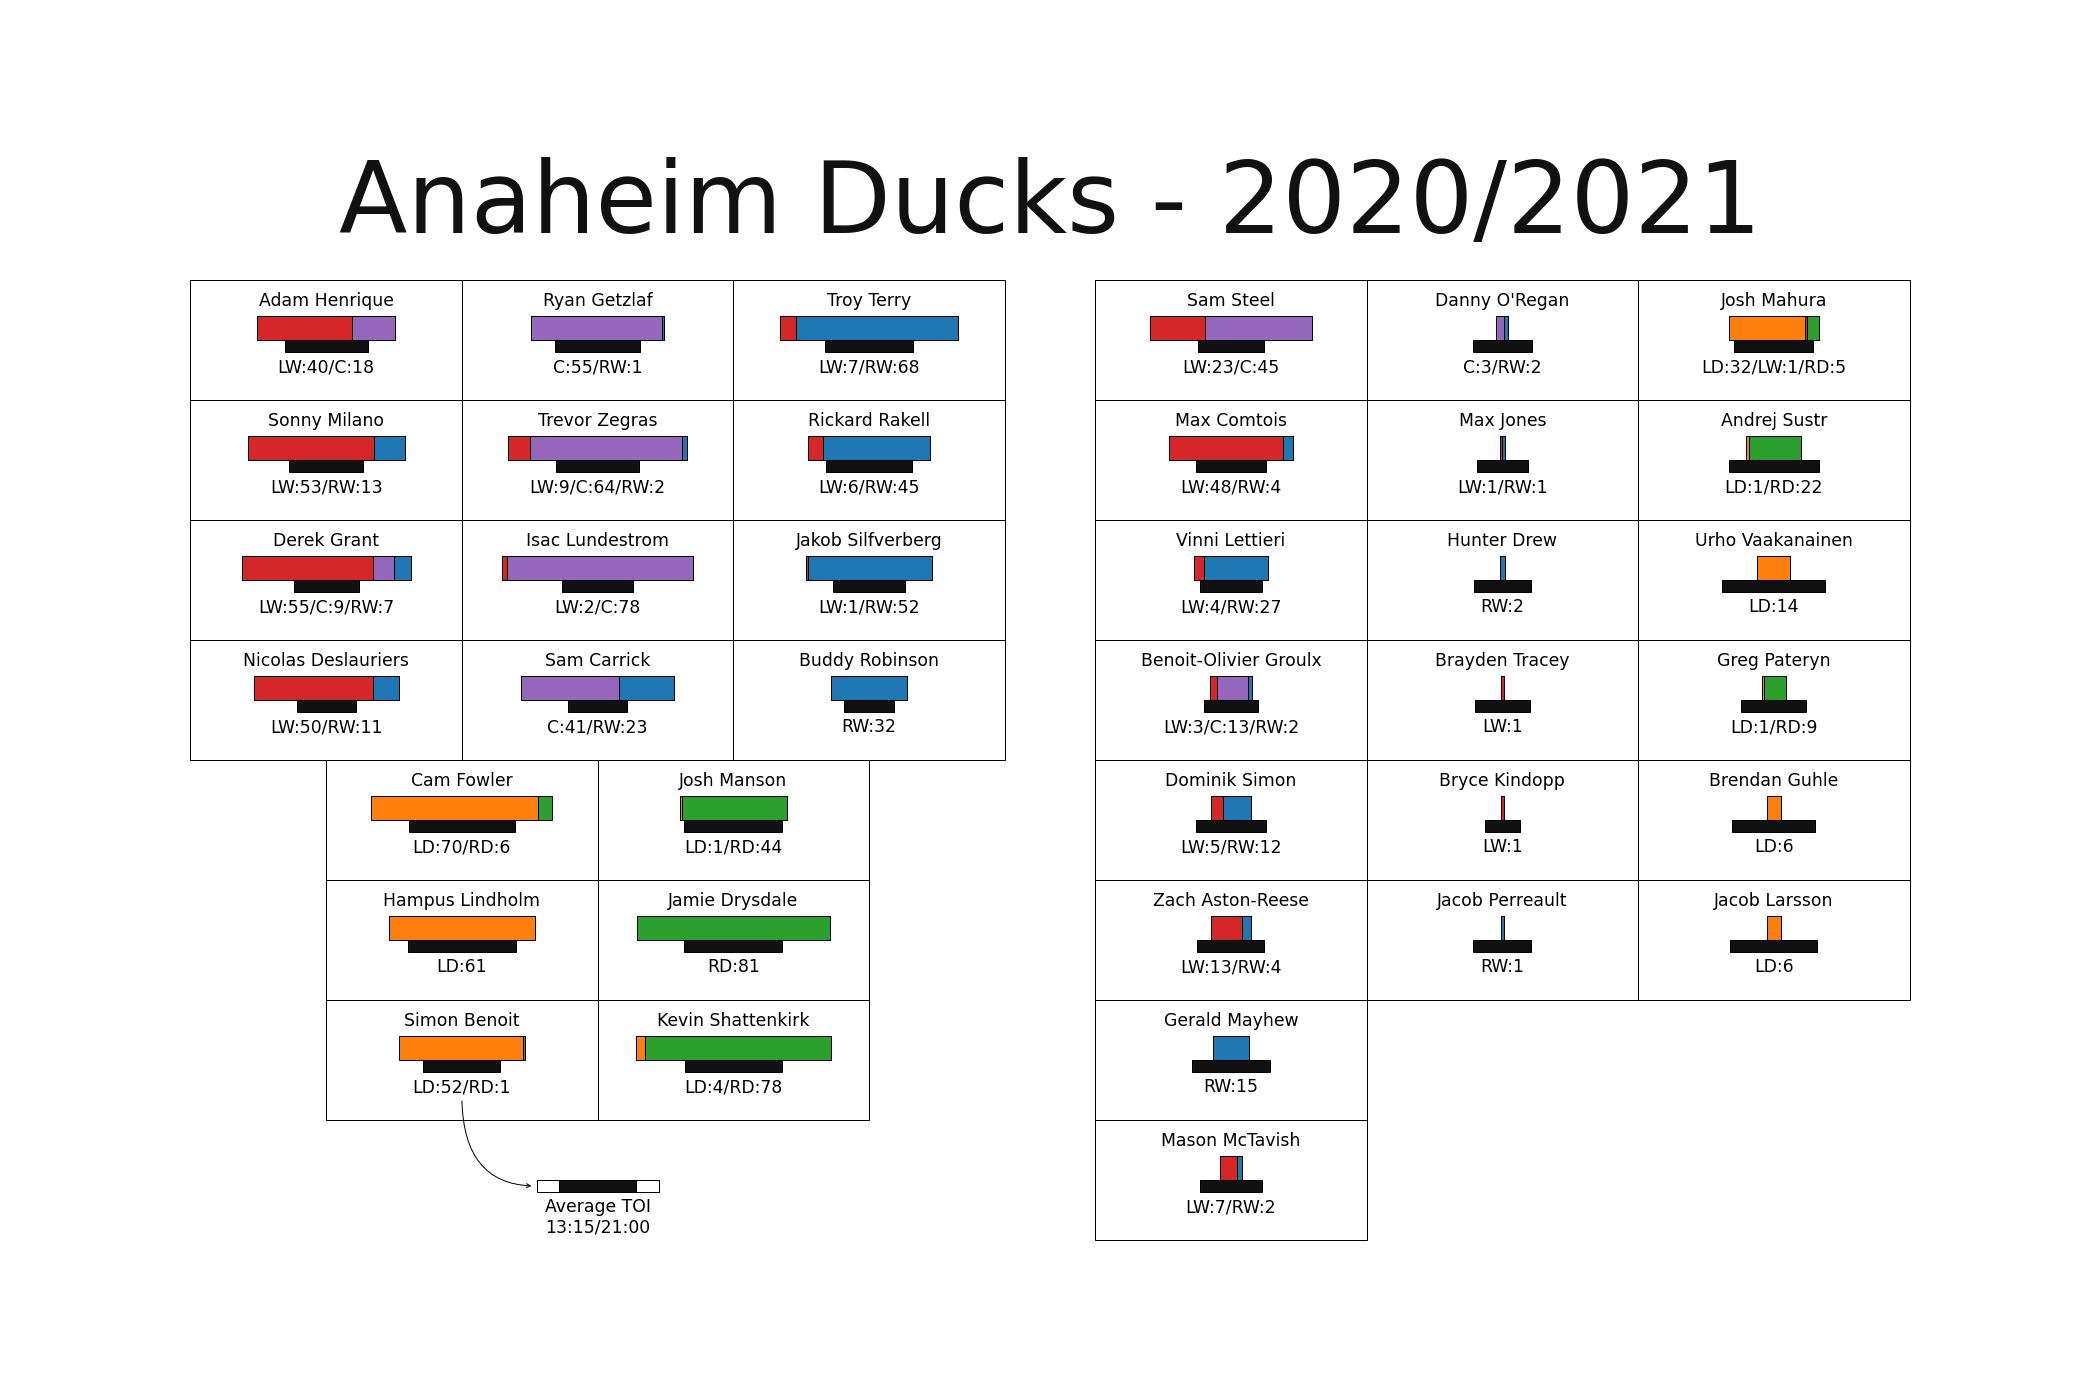 Anaheim Ducks - 2020/2021
Adam Henrique
LW:40/C:18
Ryan Getzlaf
C:55/RW:1
Troy Terry
LW:7/RW:68
Sonny Milano
LW:53/RW:13
Trevor Zegras
LW:9/C:64/RW:2
Rickard Rakell
LW:6/RW:45
Derek Grant
LW:55/C:9/RW:7
Isac Lundestrom
LW:2/C:78
Jakob Silfverberg
LW:1/RW:52
Nicolas Deslauriers
LW:50/RW:11
Sam Carrick
C:41/RW:23
Buddy Robinson
RW:32
Cam Fowler
LD:70/RD:6
Josh Manson
LD:1/RD:44
Hampus Lindholm
LD:61
Jamie Drysdale
RD:81
Simon Benoit
LD:52/RD:1
Kevin Shattenkirk
LD:4/RD:78
Average TOI
13:15/21:00
Sam Steel
LW:23/C:45
Danny O'Regan
C:3/RW:2
Josh Mahura
LD:32/LW:1/RD:5
Max Comtois
LW:48/RW:4
Max Jones
LW:1/RW:1
Andrej Sustr
LD:1/RD:22
Vinni Lettieri
LW:4/RW:27
Hunter Drew
RW:2
Urho Vaakanainen
LD:14
Benoit-Olivier Groulx
LW:3/C:13/RW:2
Brayden Tracey
LW:1
Greg Pateryn
LD:1/RD:9
Dominik Simon
LW:5/RW:12
Bryce Kindopp
LW:1
Brendan Guhle
LD:6
Zach Aston-Reese
LW:13/RW:4
Jacob Perreault
RW:1
Jacob Larsson
LD:6
Gerald Mayhew
RW:15
Mason McTavish
LW:7/RW:2